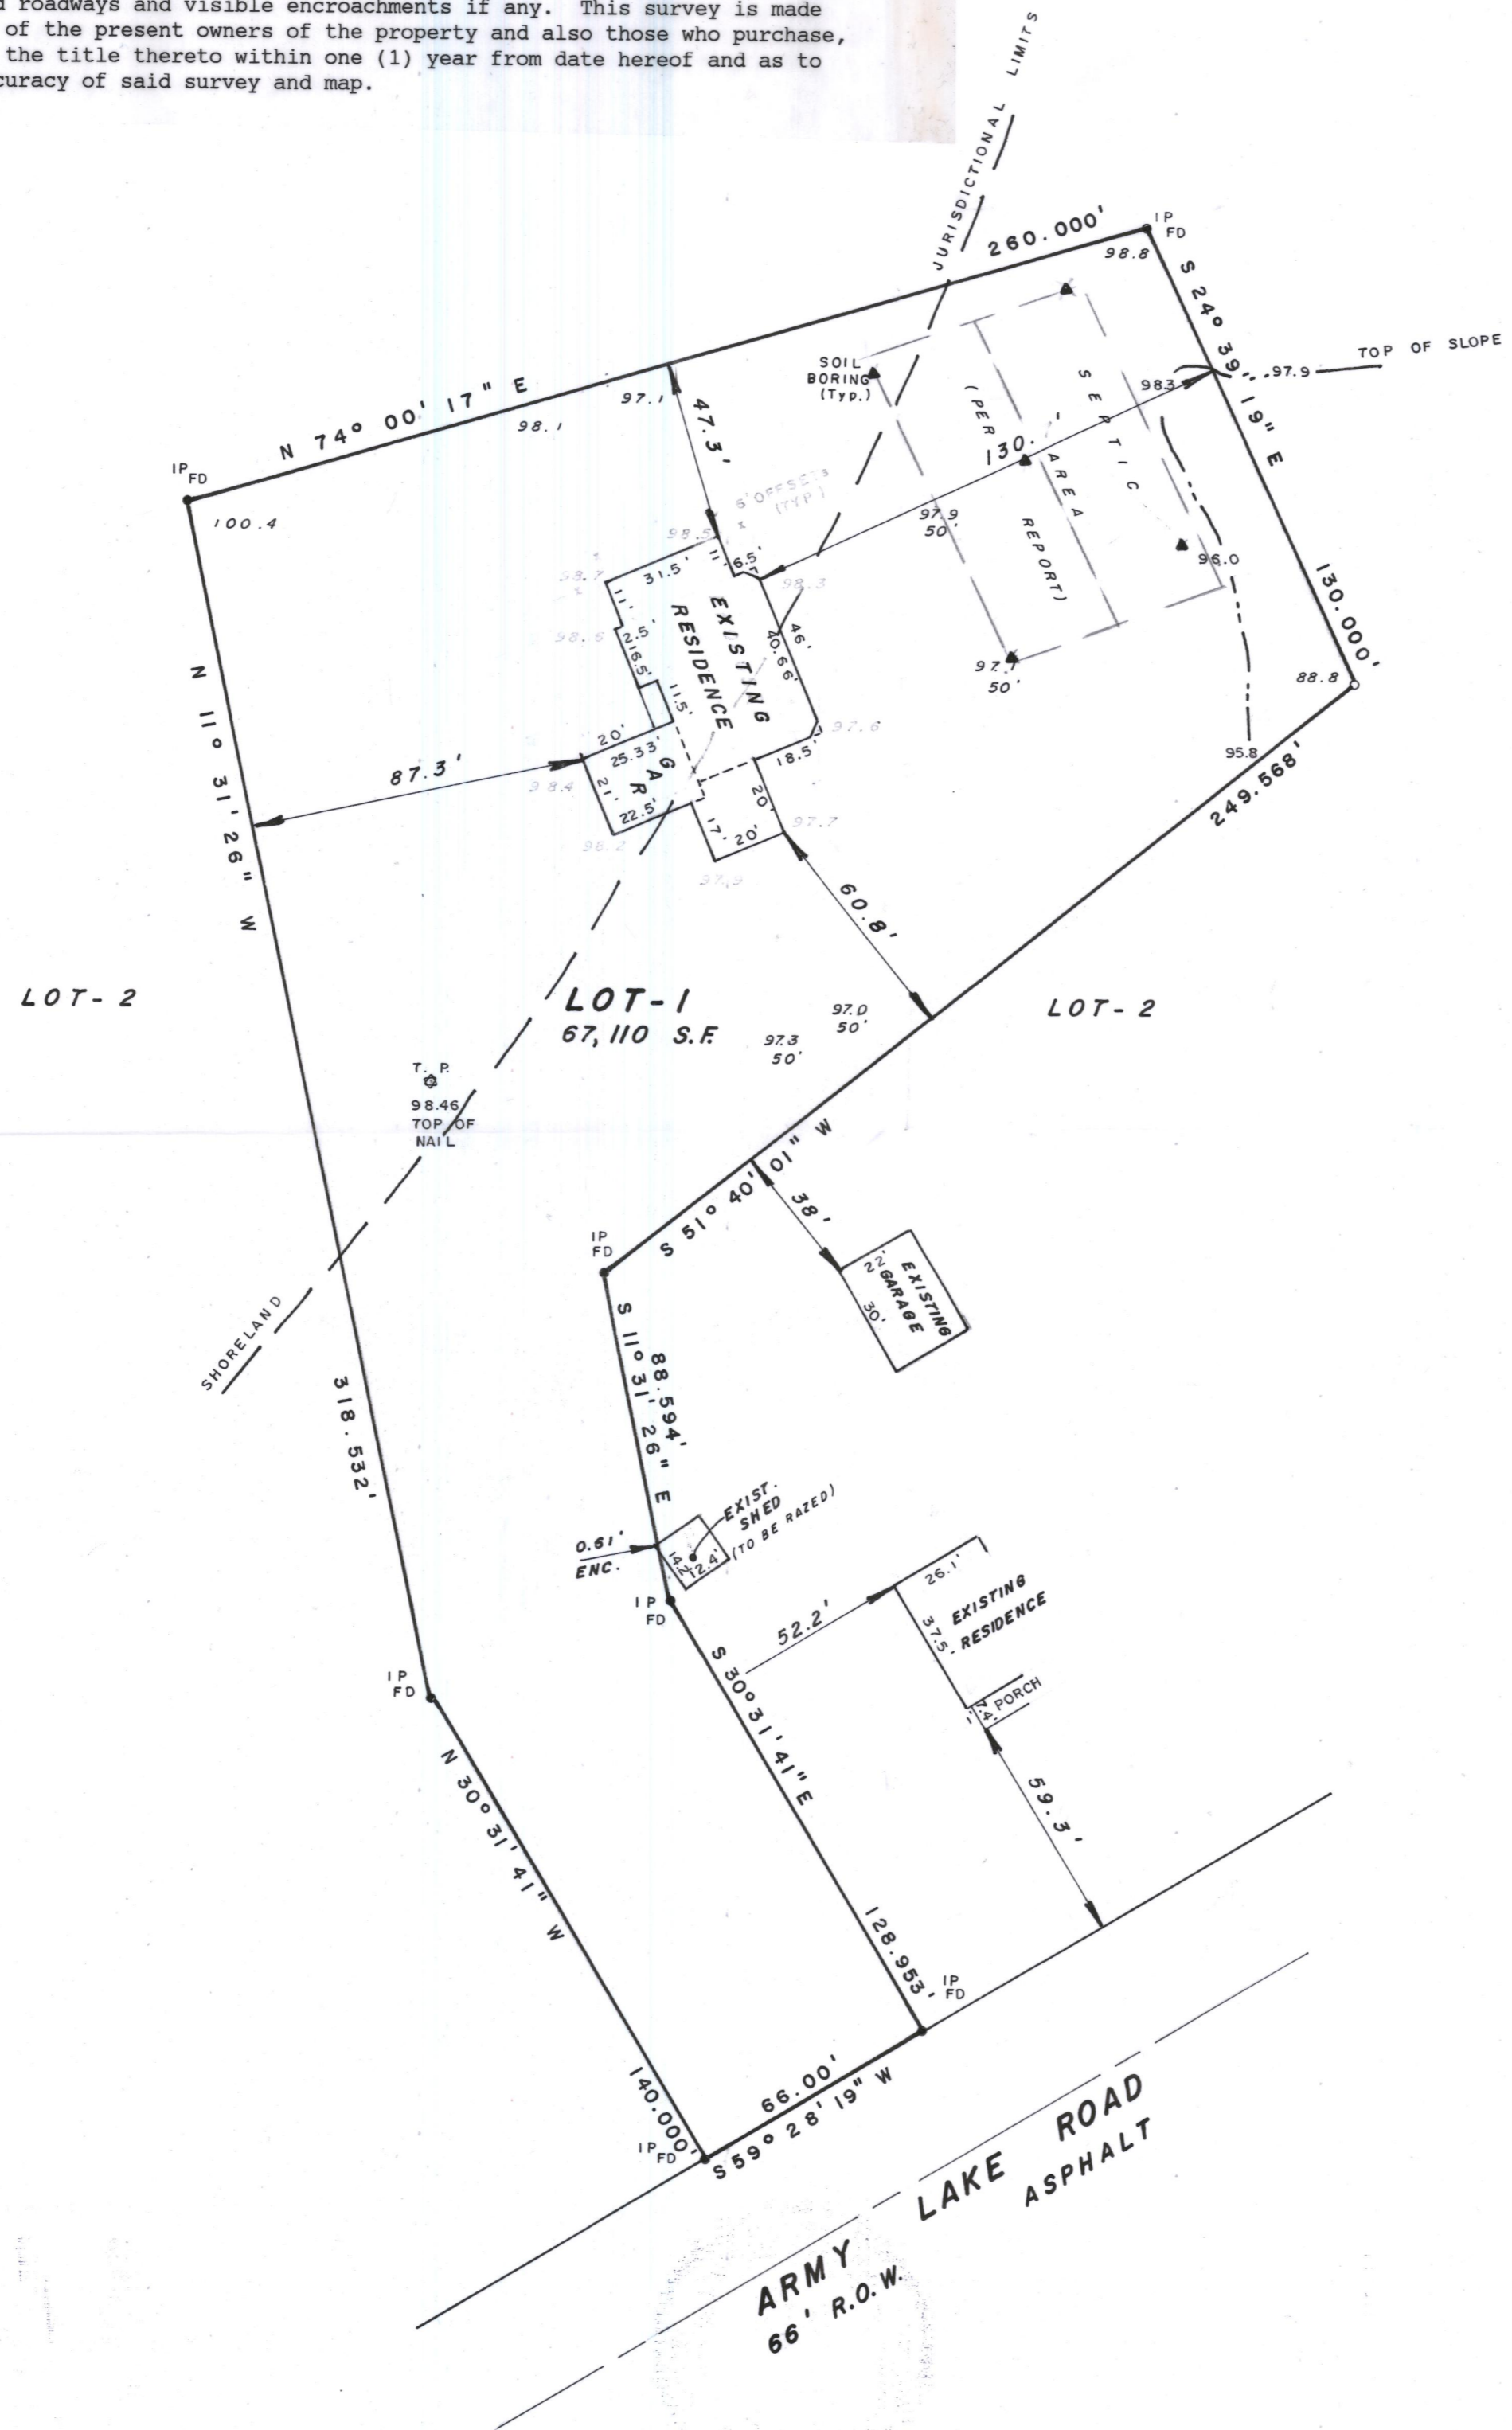 roadways and visible encroachments if any. This survey is made
of the present owners of the property and also those who purchase,
the title thereto within one (1) year from date hereof and as to
of said survey and map.
JURISDICTIONAL LIMITS
260.000'
IP
FD
98.8
S 24° 39' 19" E
TOP OF SLOPE
97.9
98.3
SOIL
BORING
(TYP.)
SEPTIC
AREA
(PER
REPORT)
130.'
97.1
47.3'
N 74° 00' 17" E
98.1
IP
FD
100.4
5' OFFSETS
(TYP)
98.5
97.9
50'
11'
6.5'
31.5'
98.7
98.3
96.0
130.000'
11'
EXISTING
RESIDENCE
2.5'
98.6
16.5'
46'
40.66'
97.1
50'
88.8
11.5'
N 11° 31' 26" W
20'
25.33'
GAR.
18.5'
97.6
95.8
87.3'
98.4
21'
22.5'
20'
249.568'
98.2
17'
20'
97.7
97.9
60.8'
LOT-2
LOT-1
67,110 S.F.
97.0
50'
97.3
50'
LOT-2
T. P.
98.46
TOP OF
NAIL
S 51° 40' 01" W
38'
IP
FD
22'
EXISTING
GARAGE
30'
SHORELAND
S 11° 31' 26" E
88.594'
318.532'
EXIST.
SHED
(TO BE RAZED)
0.61'
ENC.
14.2'
12.4'
IP
FD
26.1'
EXISTING
RESIDENCE
52.2'
37.5'
IP
FD
S 30° 31' 41" E
7.4'
PORCH
1'
N 30° 31' 41" W
59.3'
128.953'
IP
FD
140.000'
66.00'
IP
FD
S 59° 28' 19" W
ARMY LAKE ROAD
66' R.O.W. ASPHALT